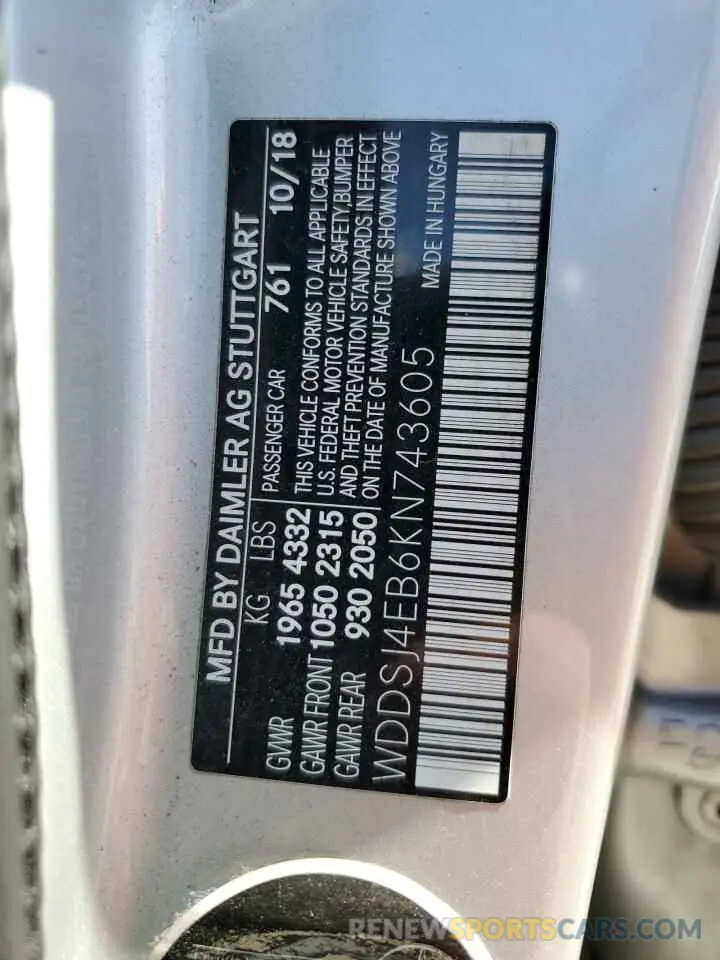 MFD BY DAIMLER AG STUTTGART
KG LBS PASSENGER CAR 761 10/18
GWWR 1965 4332 THIS VEHICLE CONFORMS TO ALL APPLICABLE
GAWR FRONT 1050 2315 U.S. FEDERAL MOTOR VEHICLE SAFETY,BUMPER
GAWR REAR 930 2050 AND THEFT PREVENTION STANDARDS IN EFFECT
ON THE DATE OF MANUFACTURE SHOWN ABOVE
WDDSJ4EB6KN743605 MADE IN HUNGARY
RENEWSPORTSCARS.COM